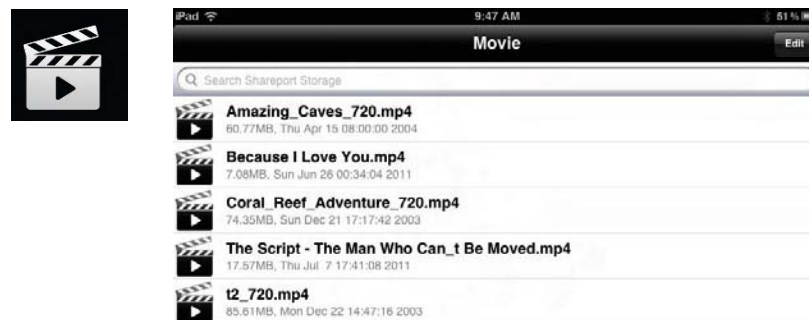 iPad 9:47 AM 61%
Movie Edit
Search Shareport Storage
Amazing_Caves_720.mp4
60.77MB, Thu Apr 15 08:00:00 2004
Because I Love You.mp4
7.08MB, Sun Jun 26 00:34:04 2011
Coral_Reef_Adventure_720.mp4
74.35MB, Sun Dec 21 17:17:42 2003
The Script - The Man Who Can_t Be Moved.mp4
17.57MB, Thu Jul 7 17:41:08 2011
t2_720.mp4
85.61MB, Mon Dec 22 14:47:16 2003